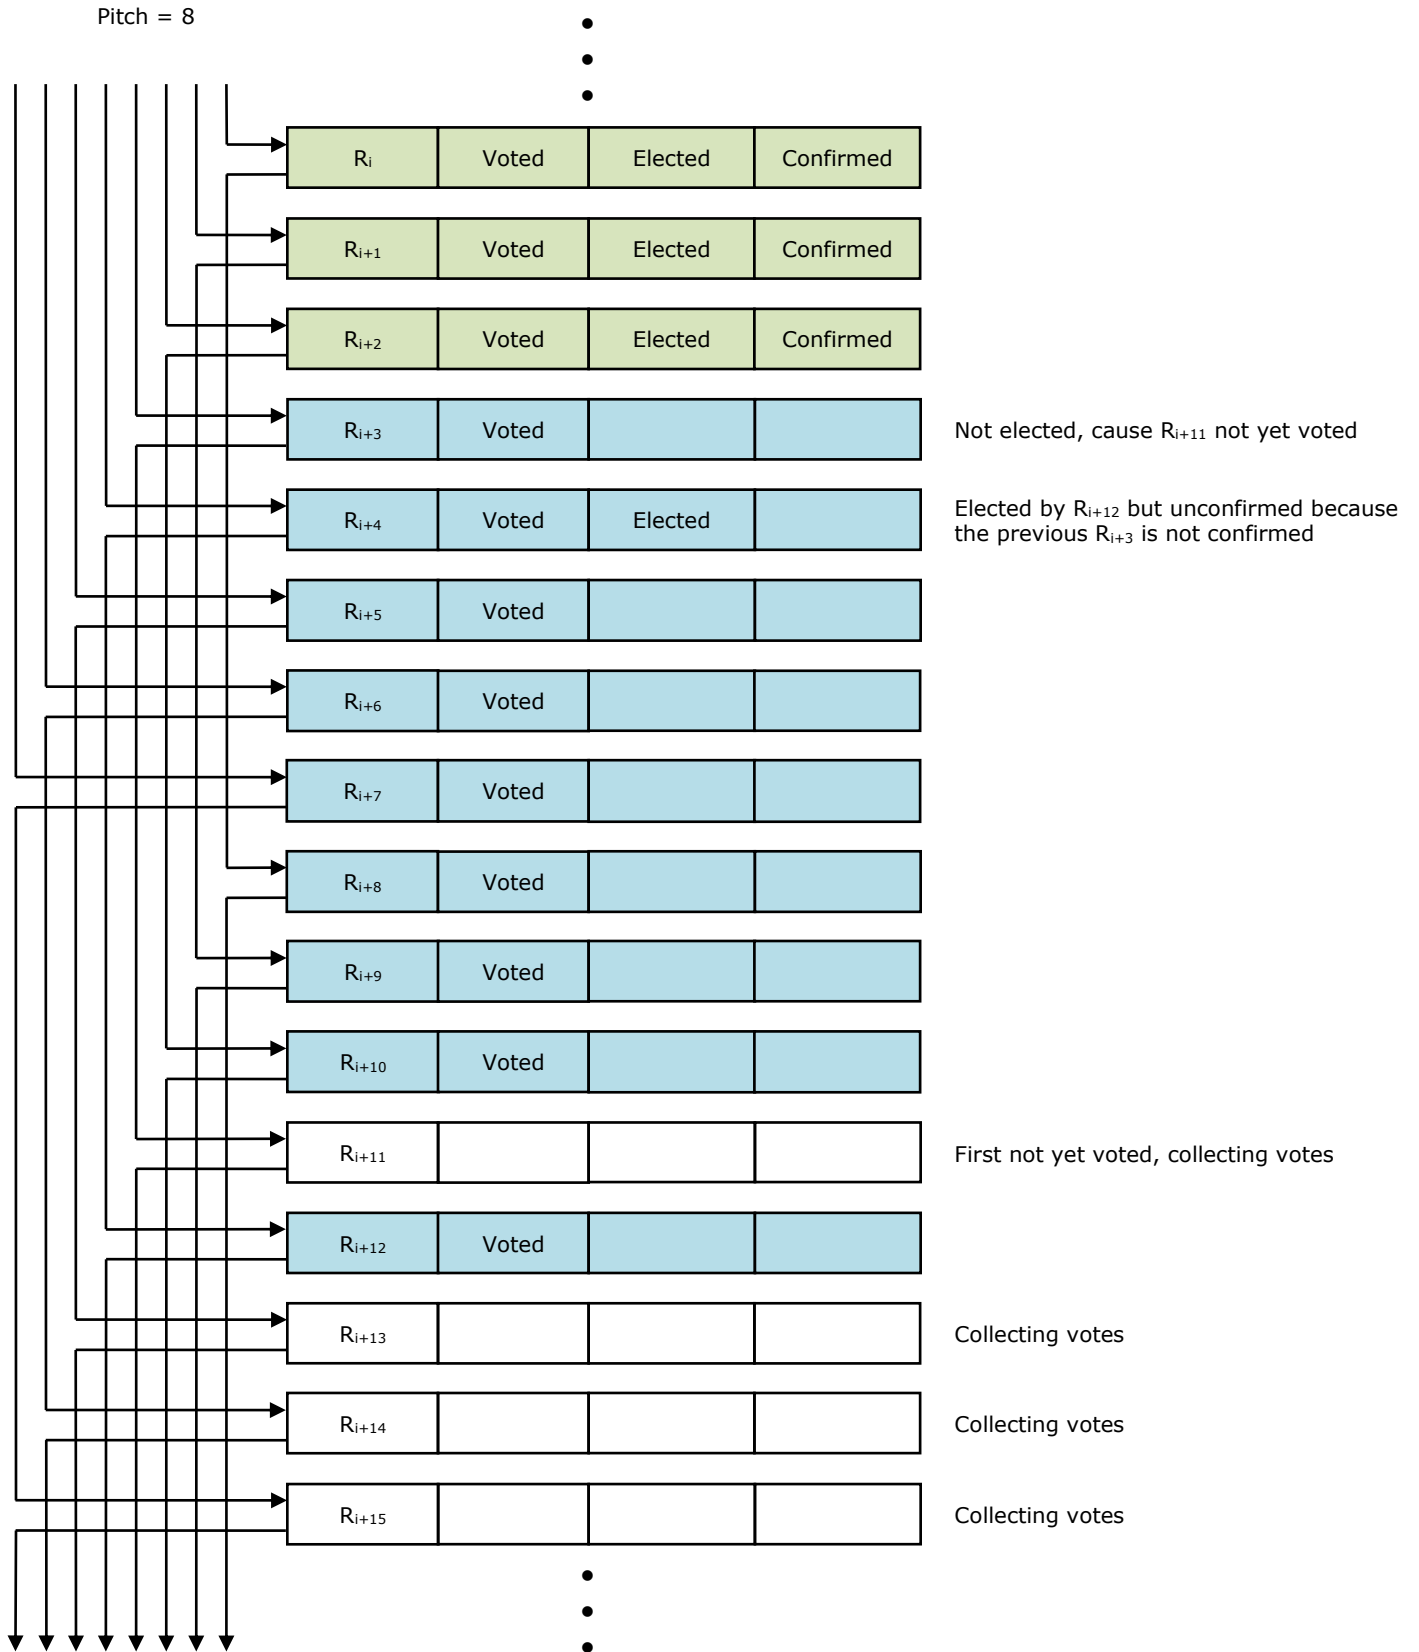 Pitch = 8
Rᵢ Voted Elected Confirmed
Rᵢ₊₁ Voted Elected Confirmed
Rᵢ₊₂ Voted Elected Confirmed
Rᵢ₊₃ Voted Not elected, cause Rᵢ₊₁₁ not yet voted
Rᵢ₊₄ Voted Elected Elected by Rᵢ₊₁₂ but unconfirmed because
the previous Rᵢ₊₃ is not confirmed
Rᵢ₊₅ Voted
Rᵢ₊₆ Voted
Rᵢ₊₇ Voted
Rᵢ₊₈ Voted
Rᵢ₊₉ Voted
Rᵢ₊₁₀ Voted
Rᵢ₊₁₁ First not yet voted, collecting votes
Rᵢ₊₁₂ Voted
Rᵢ₊₁₃ Collecting votes
Rᵢ₊₁₄ Collecting votes
Rᵢ₊₁₅ Collecting votes